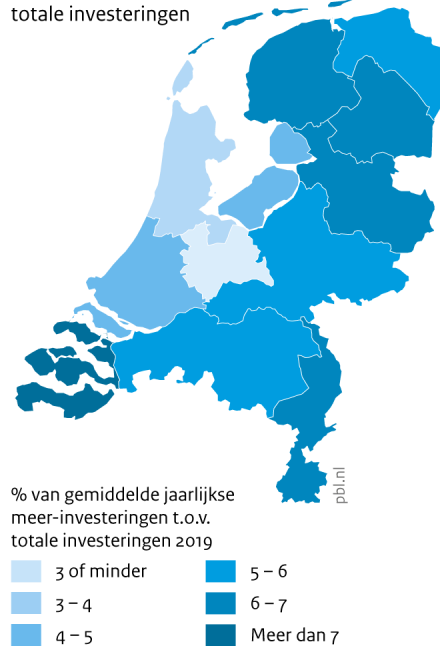 totale investeringen
pbl.nl
% van gemiddelde jaarlijkse
meer-investeringen t.o.v.
totale investeringen 2019
3 of minder
3 – 4
4 – 5
5 – 6
6 – 7
Meer dan 7